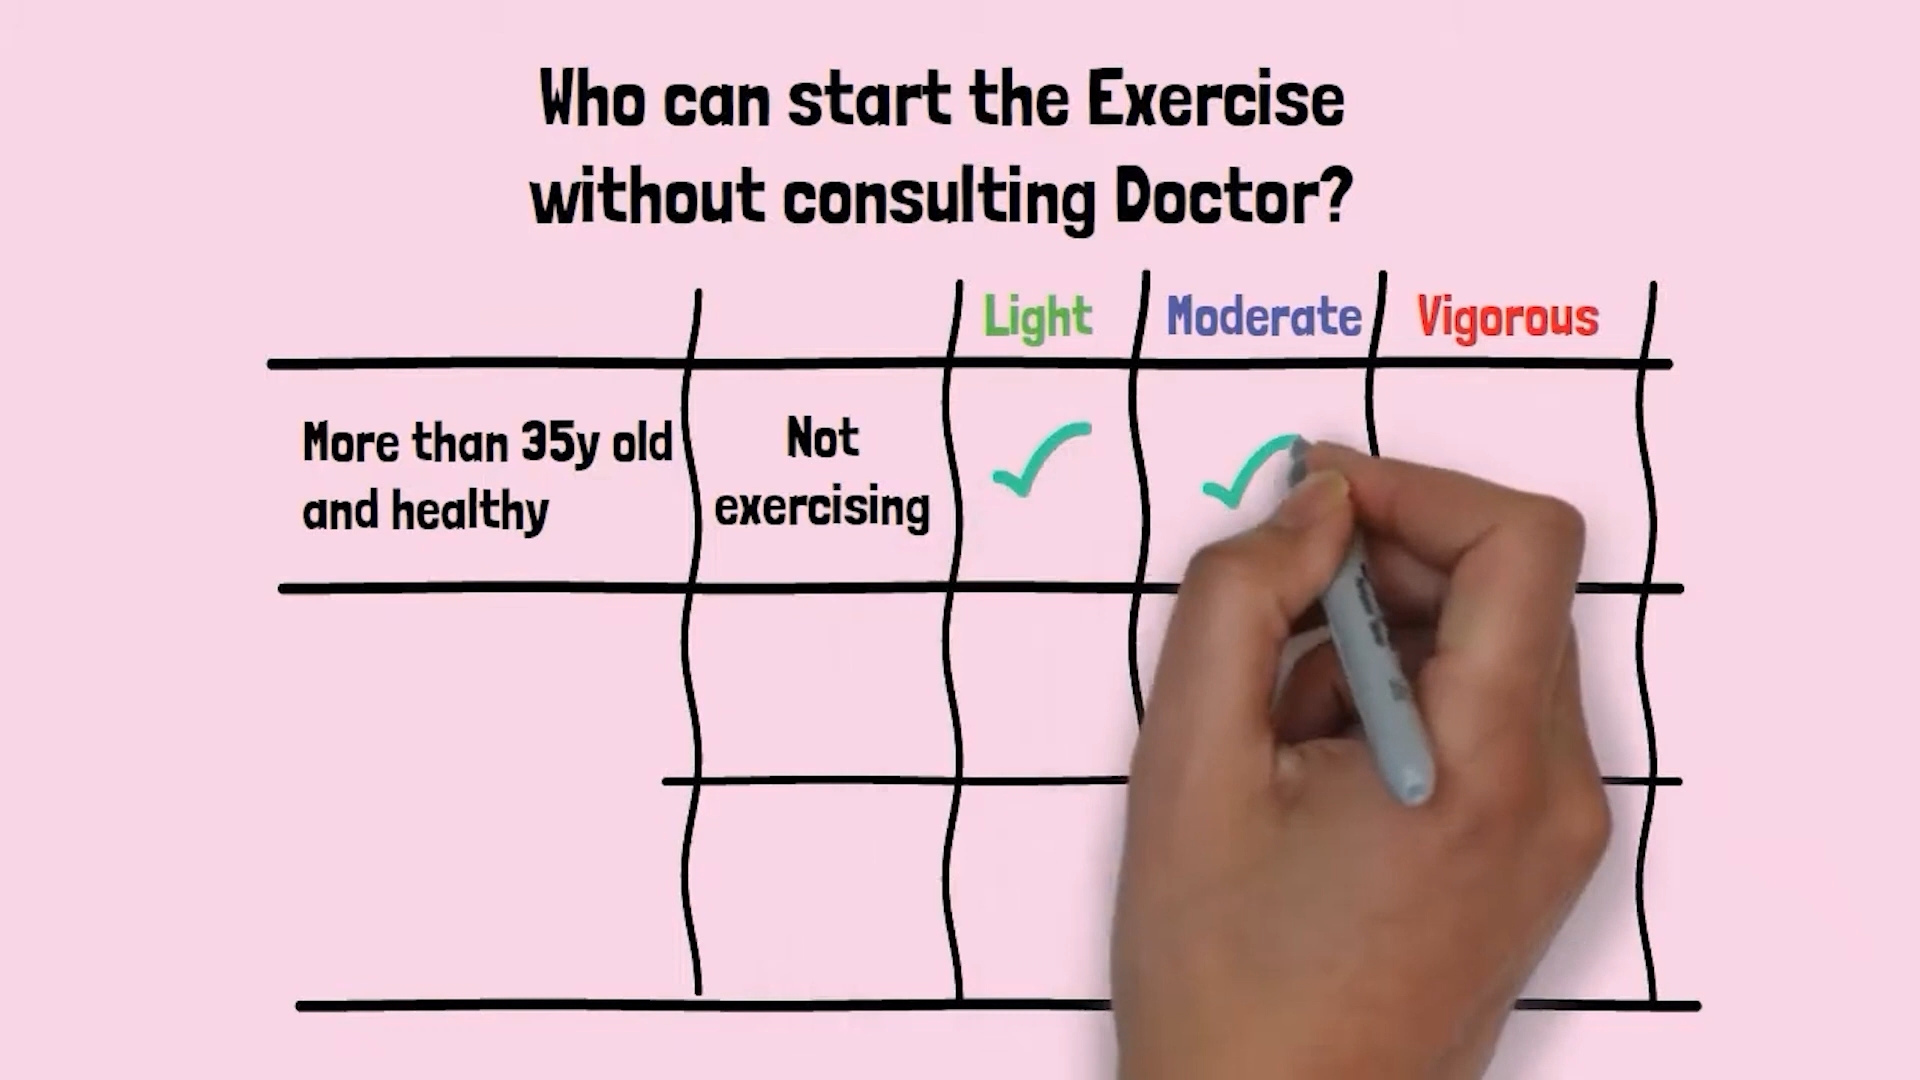 Who can start the Exercise
without consulting Doctor?
Light Moderate Vigorous
More than 35y old
and healthy
Not
exercising